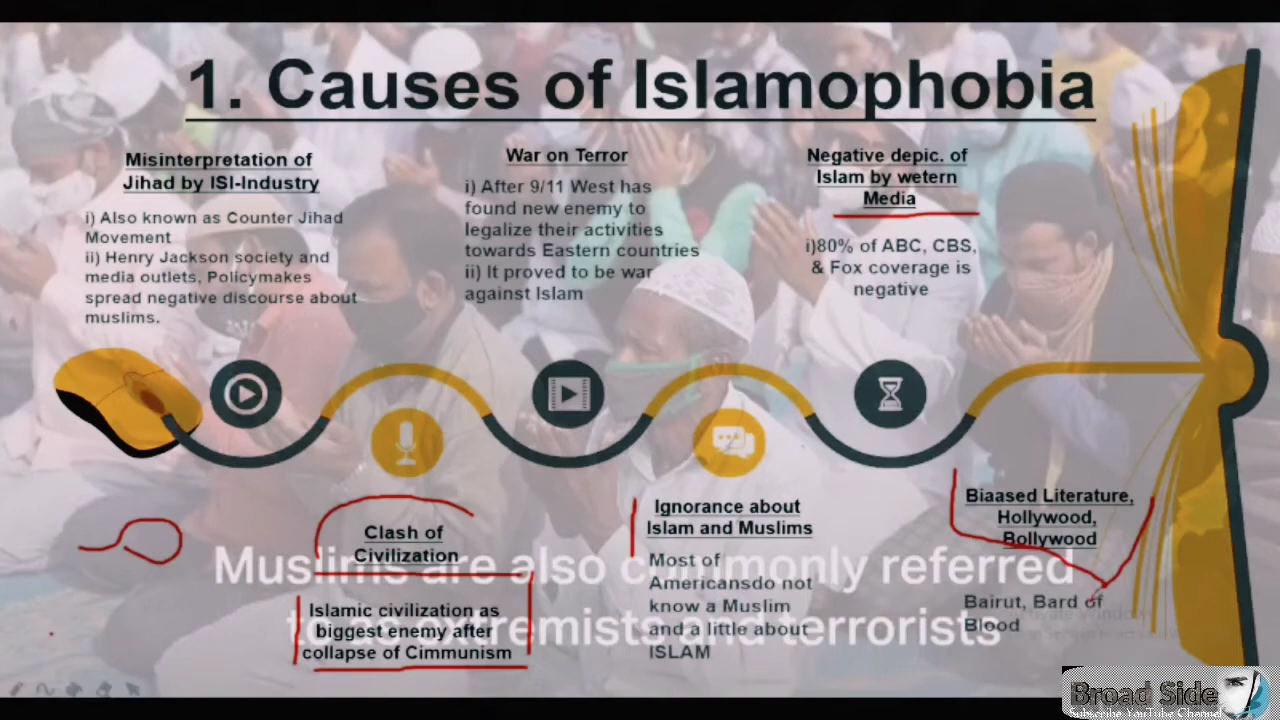 1. Causes of Islamophobia
Misinterpretation of
Jihad by ISI-Industry
i) Also known as Counter Jihad
Movement
ii) Henry Jackson society and
media outlets, Policymakes
spread negative discourse about
muslims.
War on Terror
i) After 9/11 West has
found new enemy to
legalize their activities
towards Eastern countries
ii) It proved to be war
against Islam
Negative depic. of
Islam by wetern
Media
i)80% of ABC, CBS,
& Fox coverage is
negative
Clash of
Civilization
Islamic civilization as
biggest enemy after
collapse of Cimmunism
Ignorance about
Islam and Muslims
Most of
Americansdo not
know a Muslim
and a little about
ISLAM
Biaased Literature,
Hollywood,
Bollywood
Bairut, Bard of
Blood
Muslims are also commonly referred
to as extremists and terrorists
Broad Side
Subscribe YouTube Channel